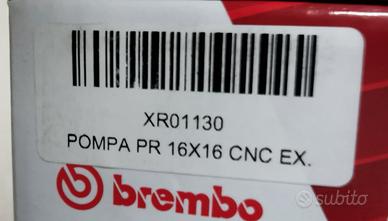 XR01130
POMPA PR 16X16 CNC EX.
brembo
subito